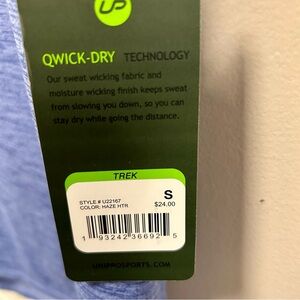 UP
QWICK-DRY TECHNOLOGY
Our sweat wicking fabric and
moisture wicking finish keeps sweat
from slowing you down, so you can
stay dry while going the distance.
TREK
STYLE # U22167
COLOR: HAZE HTR
S
$24.00
1 93242 36692 5
UNIPROSPORTS.COM